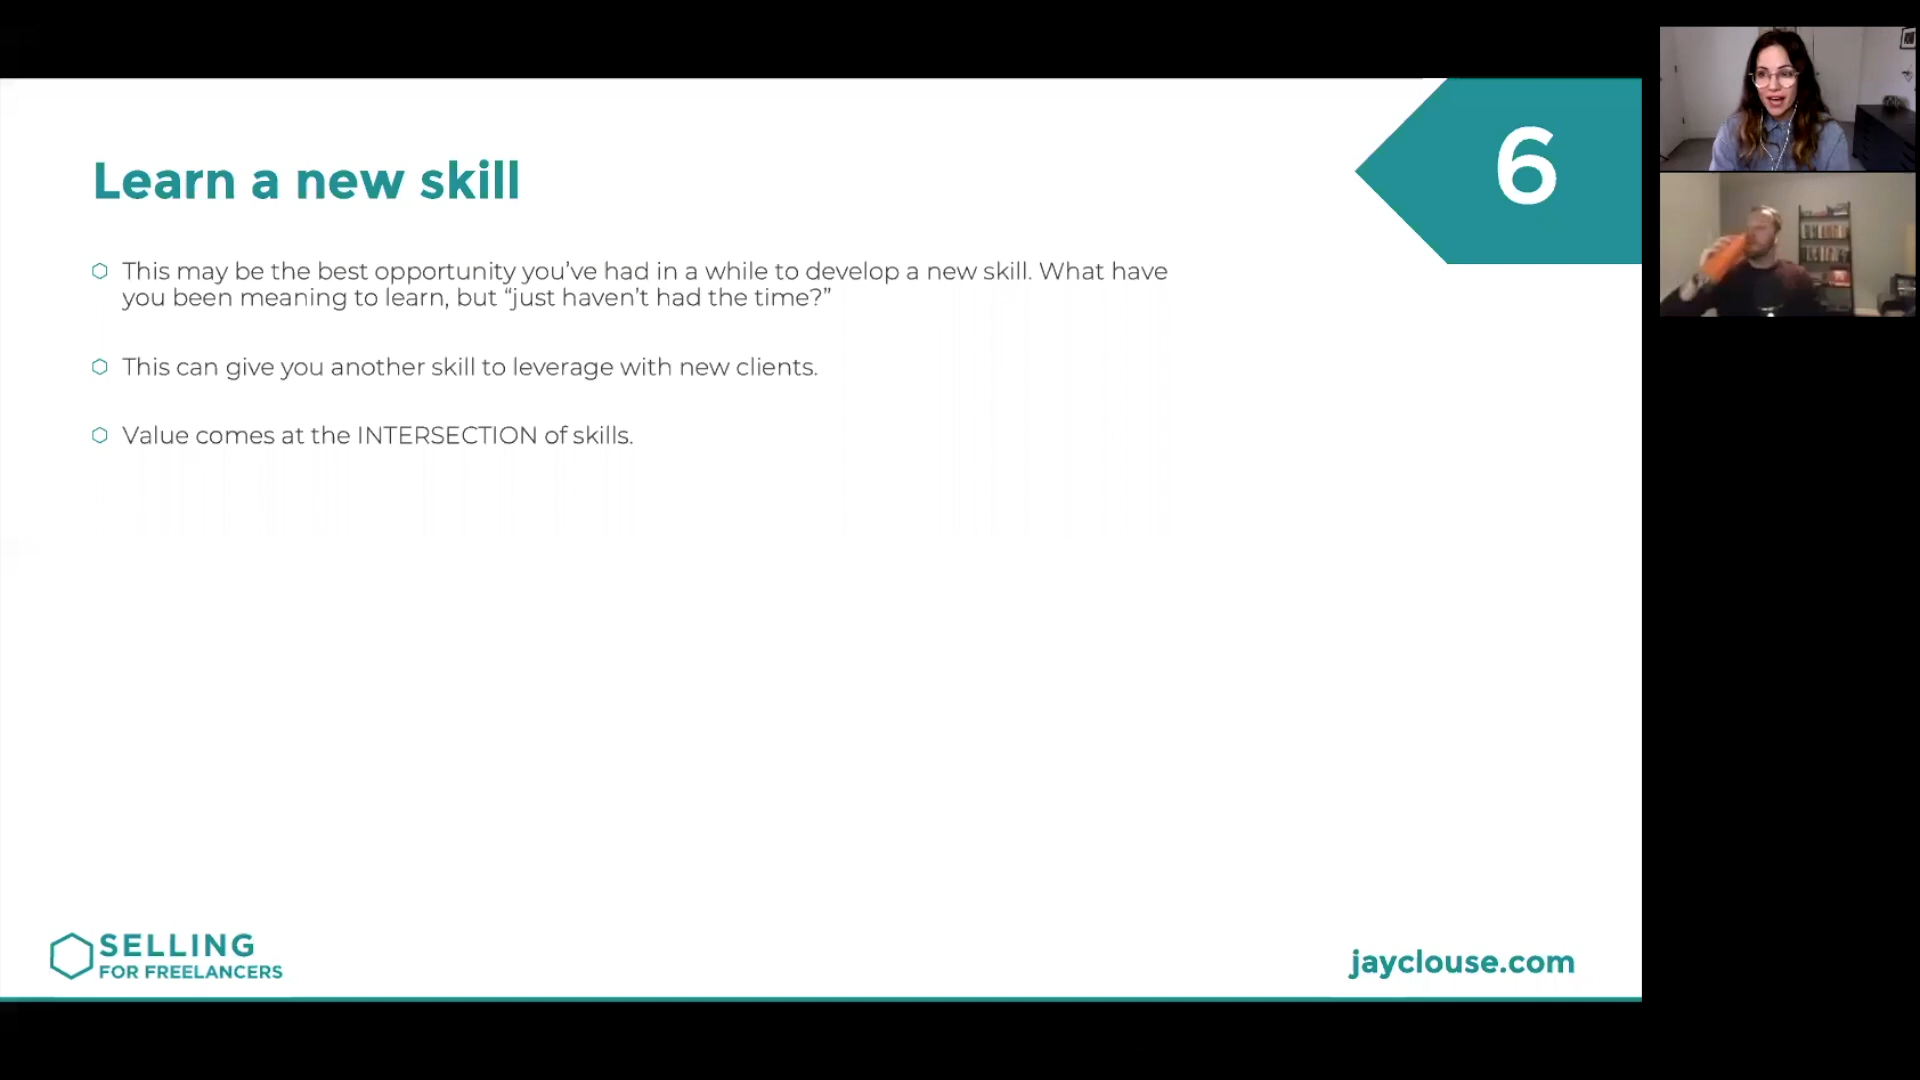 6
Learn a new skill
This may be the best opportunity you’ve had in a while to develop a new skill. What have
you been meaning to learn, but “just haven’t had the time?”
This can give you another skill to leverage with new clients.
Value comes at the INTERSECTION of skills.
SELLING
FOR FREELANCERS
jayclouse.com